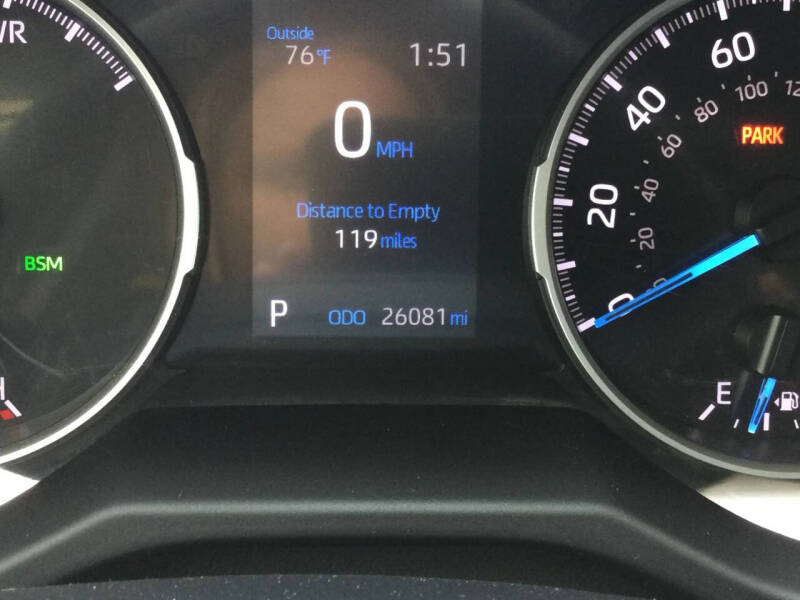 Outside
76°F
1:51
0 MPH
Distance to Empty
119 miles
P
ODO 26081 mi
BSM
60
40
20
0
100
80
60
40
20
PARK
E